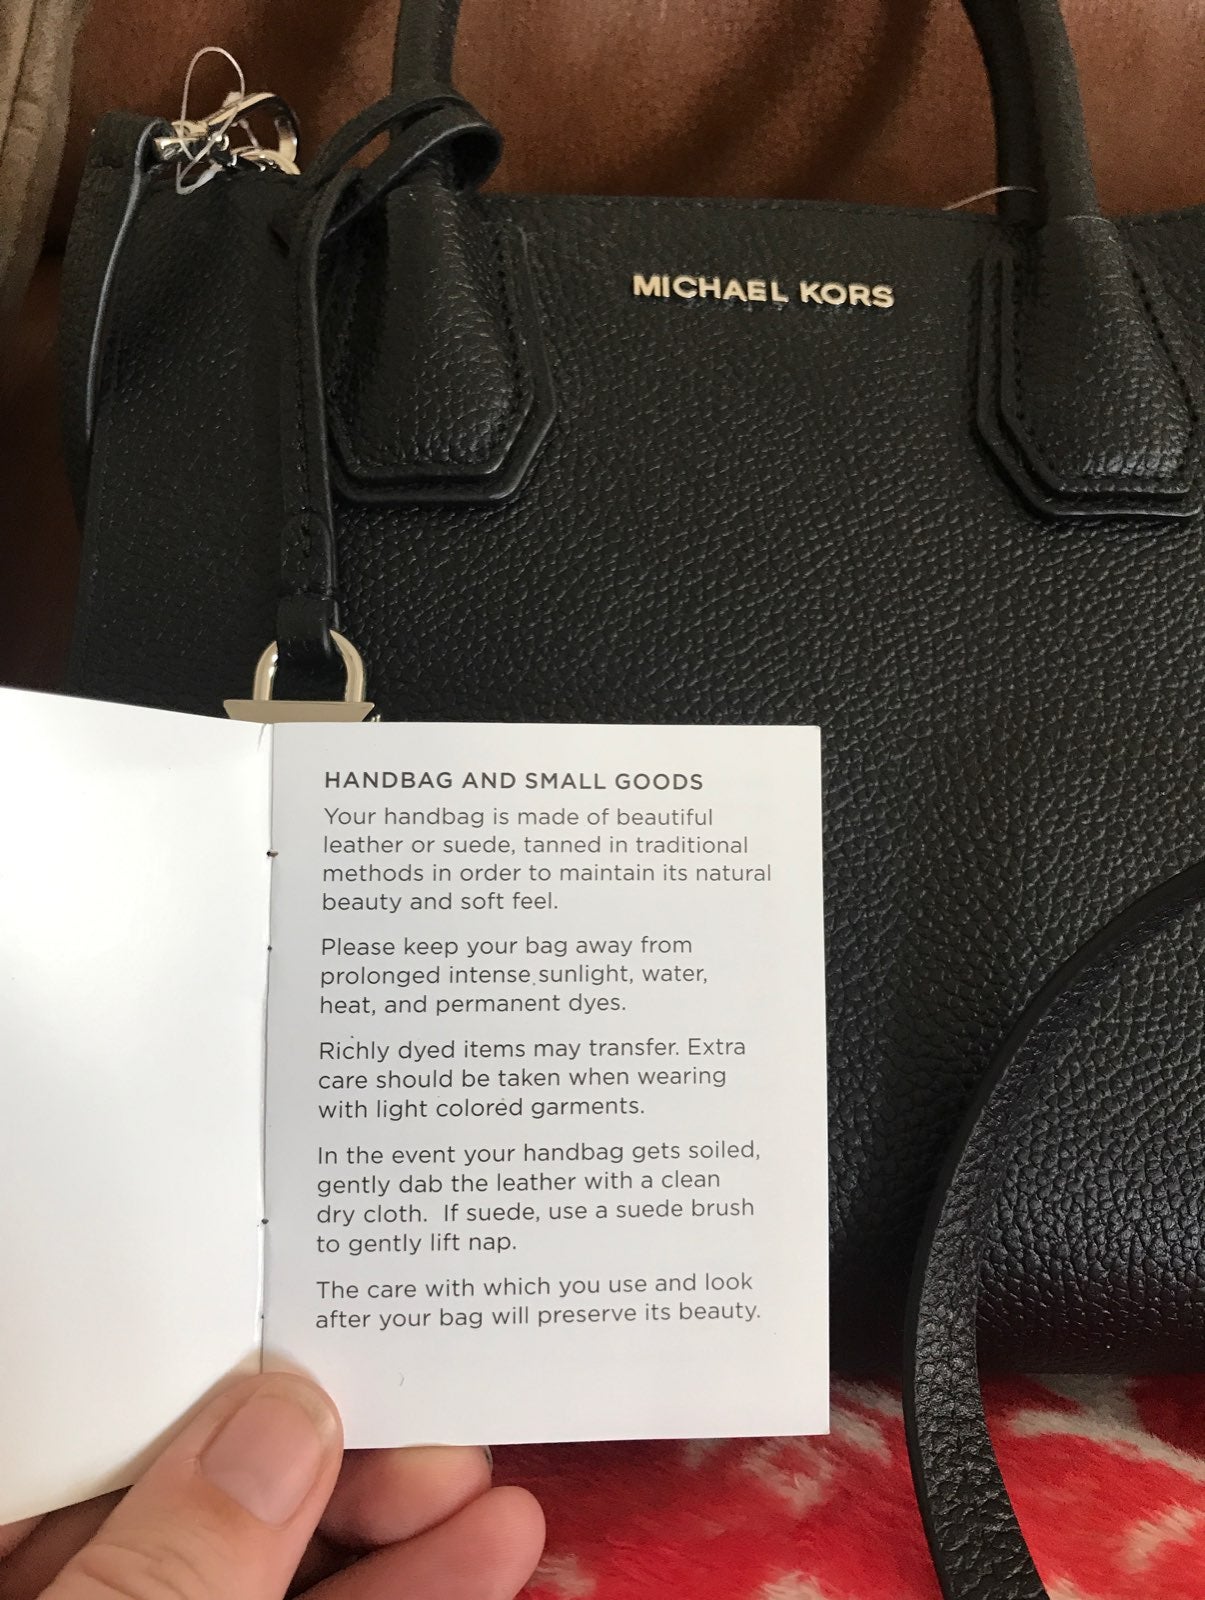 MICHAEL KORS
HANDBAG AND SMALL GOODS
Your handbag is made of beautiful
leather or suede, tanned in traditional
methods in order to maintain its natural
beauty and soft feel.
Please keep your bag away from
prolonged intense sunlight, water,
heat, and permanent dyes.
Richly dyed items may transfer. Extra
care should be taken when wearing
with light colored garments.
In the event your handbag gets soiled,
gently dab the leather with a clean
dry cloth.  If suede, use a suede brush
to gently lift nap.
The care with which you use and look
after your bag will preserve its beauty.